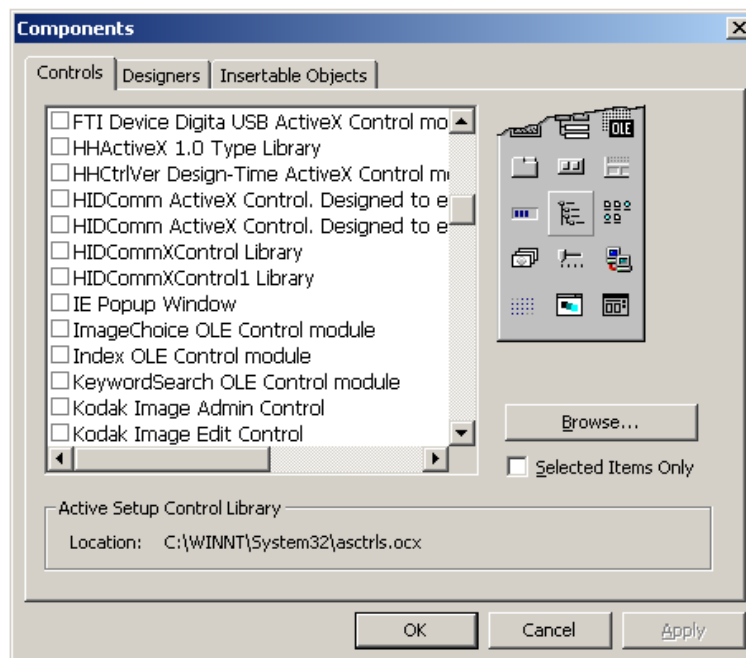 Components
Controls Designers Insertable Objects
FTI Device Digita USB ActiveX Control mo
HHActiveX 1.0 Type Library
HHCtrlVer Design-Time ActiveX Control m
HIDComm ActiveX Control. Designed to e
HIDComm ActiveX Control. Designed to e
HIDCommXControl Library
HIDCommXControl1 Library
IE Popup Window
ImageChoice OLE Control module
Index OLE Control module
KeywordSearch OLE Control module
Kodak Image Admin Control
Kodak Image Edit Control
OLE
Browse...
Selected Items Only
Active Setup Control Library
Location: C:\WINNT\System32\asctrls.ocx
OK Cancel Apply